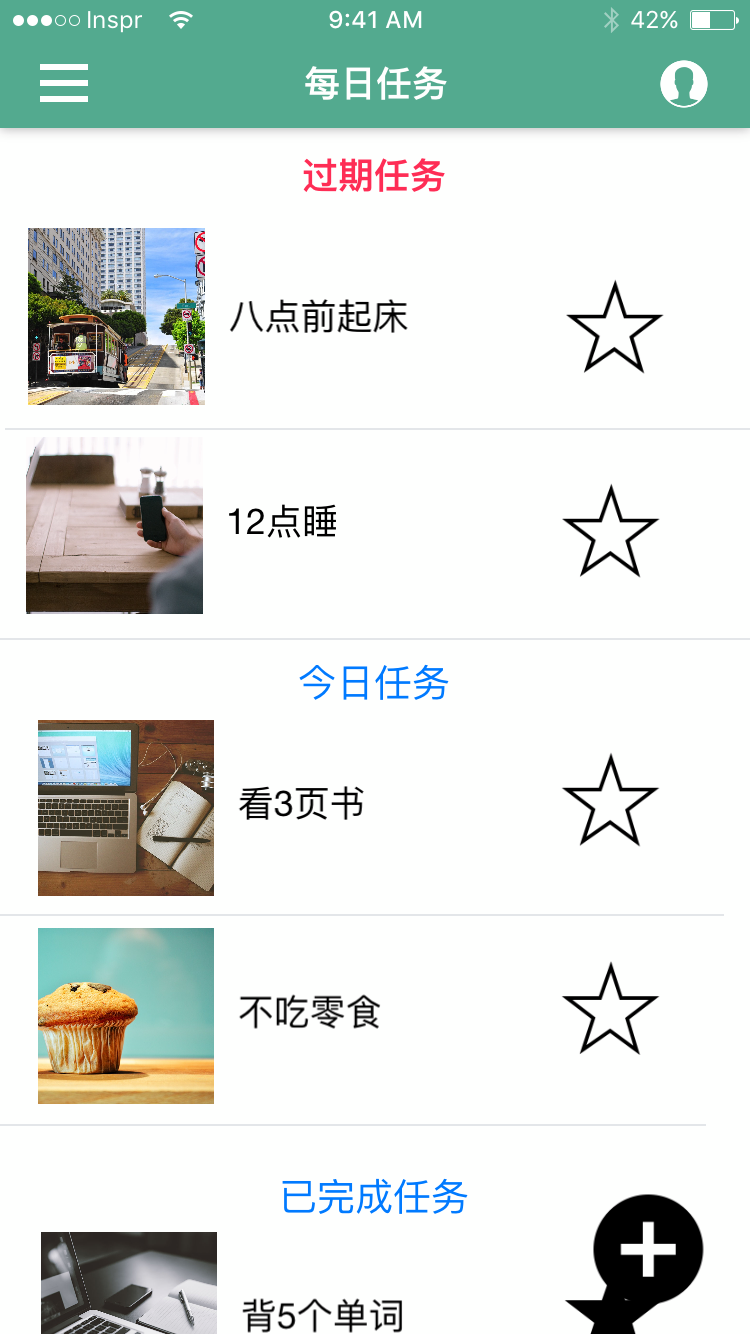 Inspr
9:41 AM
42%
每日任务
过期任务
八点前起床
12点睡
今日任务
看3页书
不吃零食
已完成任务
背5个单词